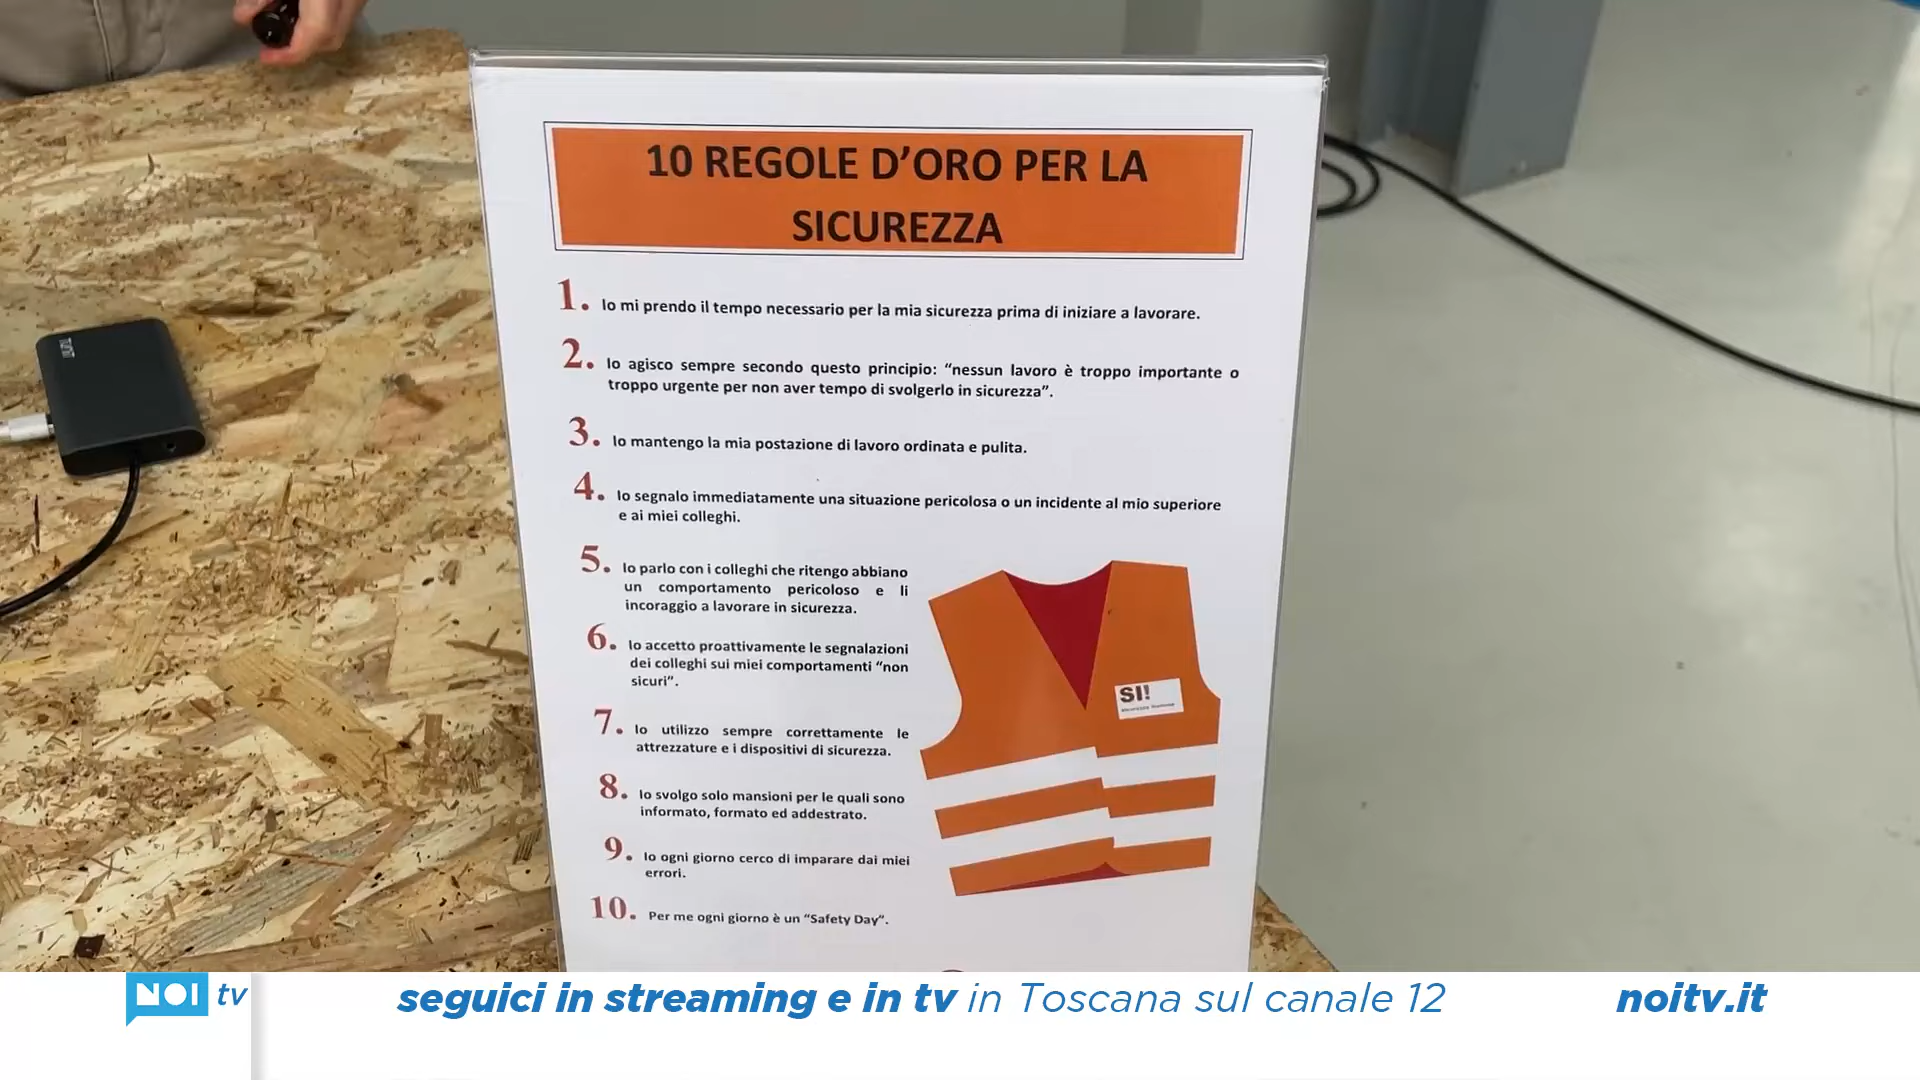 10 REGOLE D'ORO PER LA
SICUREZZA
1. Io mi prendo il tempo necessario per la mia sicurezza prima di iniziare a lavorare.
2. Io agisco sempre secondo questo principio: "nessun lavoro è troppo importante o
troppo urgente per non aver tempo di svolgerlo in sicurezza".
3. Io mantengo la mia postazione di lavoro ordinata e pulita.
4. Io segnalo immediatamente una situazione pericolosa o un incidente al mio superiore
e ai miei colleghi.
5. Io parlo con i colleghi che ritengo abbiano
un comportamento pericoloso e li
incoraggio a lavorare in sicurezza.
6. Io accetto proattivamente le segnalazioni
dei colleghi sui miei comportamenti "non
sicuri".
7. Io utilizzo sempre correttamente le
attrezzature e i dispositivi di sicurezza.
8. Io svolgo solo mansioni per le quali sono
informato, formato ed addestrato.
9. Io ogni giorno cerco di imparare dai miei
errori.
10. Per me ogni giorno è un "Safety Day".
SI!
NOI tv
seguici in streaming e in tv in Toscana sul canale 12
noitv.it